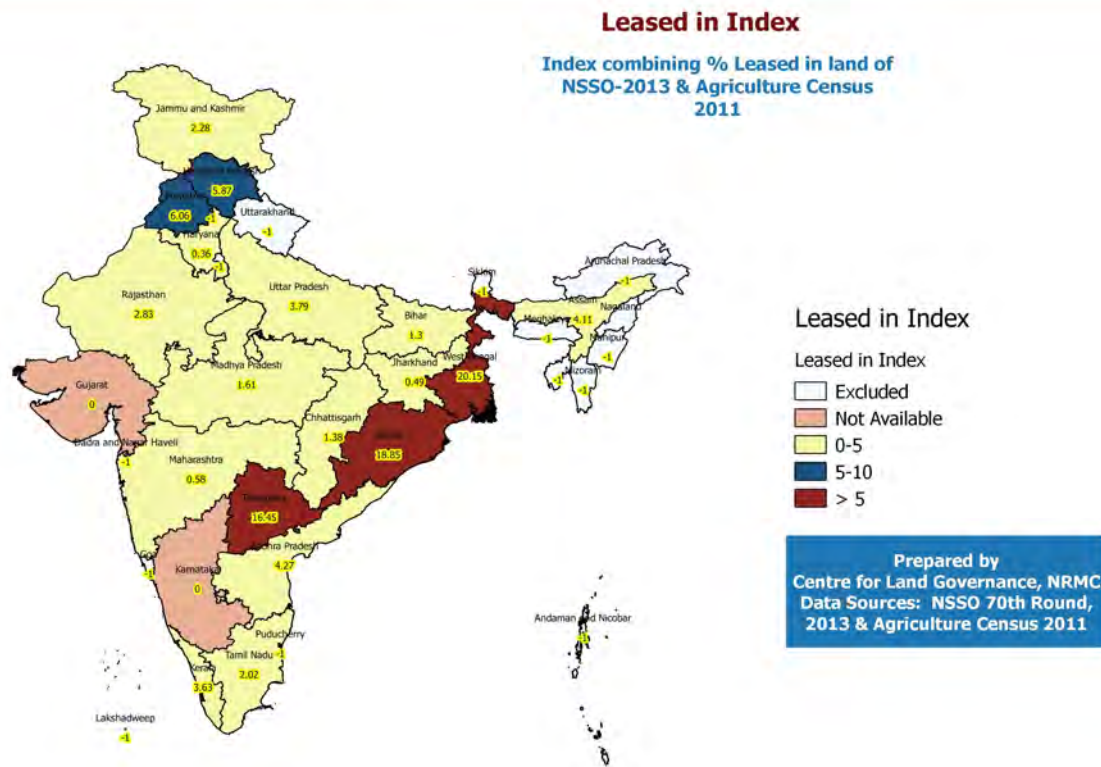 Leased in Index
Index combining % Leased in land of
NSSO-2013 & Agriculture Census
2011
Jammu and Kashmir
2.28
5.87
6.06
-1
Uttarakhand
-1
Haryana
0.36
-1
Rajasthan
2.83
Uttar Pradesh
3.79
Bihar
1.3
Sikkim
-1
Arunachal Pradesh
-1
Assam
4.11
Nagaland
Meghalaya
-1
Manipur
-1
Mizoram
-1
-1
Gujarat
0
Madhya Pradesh
1.61
Jharkhand
0.49
West Bengal
20.15
Chhattisgarh
1.38
18.85
Dadra and Nagar Haveli
-1
Maharashtra
0.58
Telangana
16.45
Andhra Pradesh
4.27
Goa
-1
Karnataka
0
Puducherry
-1
Tamil Nadu
2.02
Kerala
3.63
Lakshadweep
-1
Andaman and Nicobar
-1
Leased in Index
Leased in Index
Excluded
Not Available
0-5
5-10
> 5
Prepared by
Centre for Land Governance, NRMC
Data Sources: NSSO 70th Round,
2013 & Agriculture Census 2011